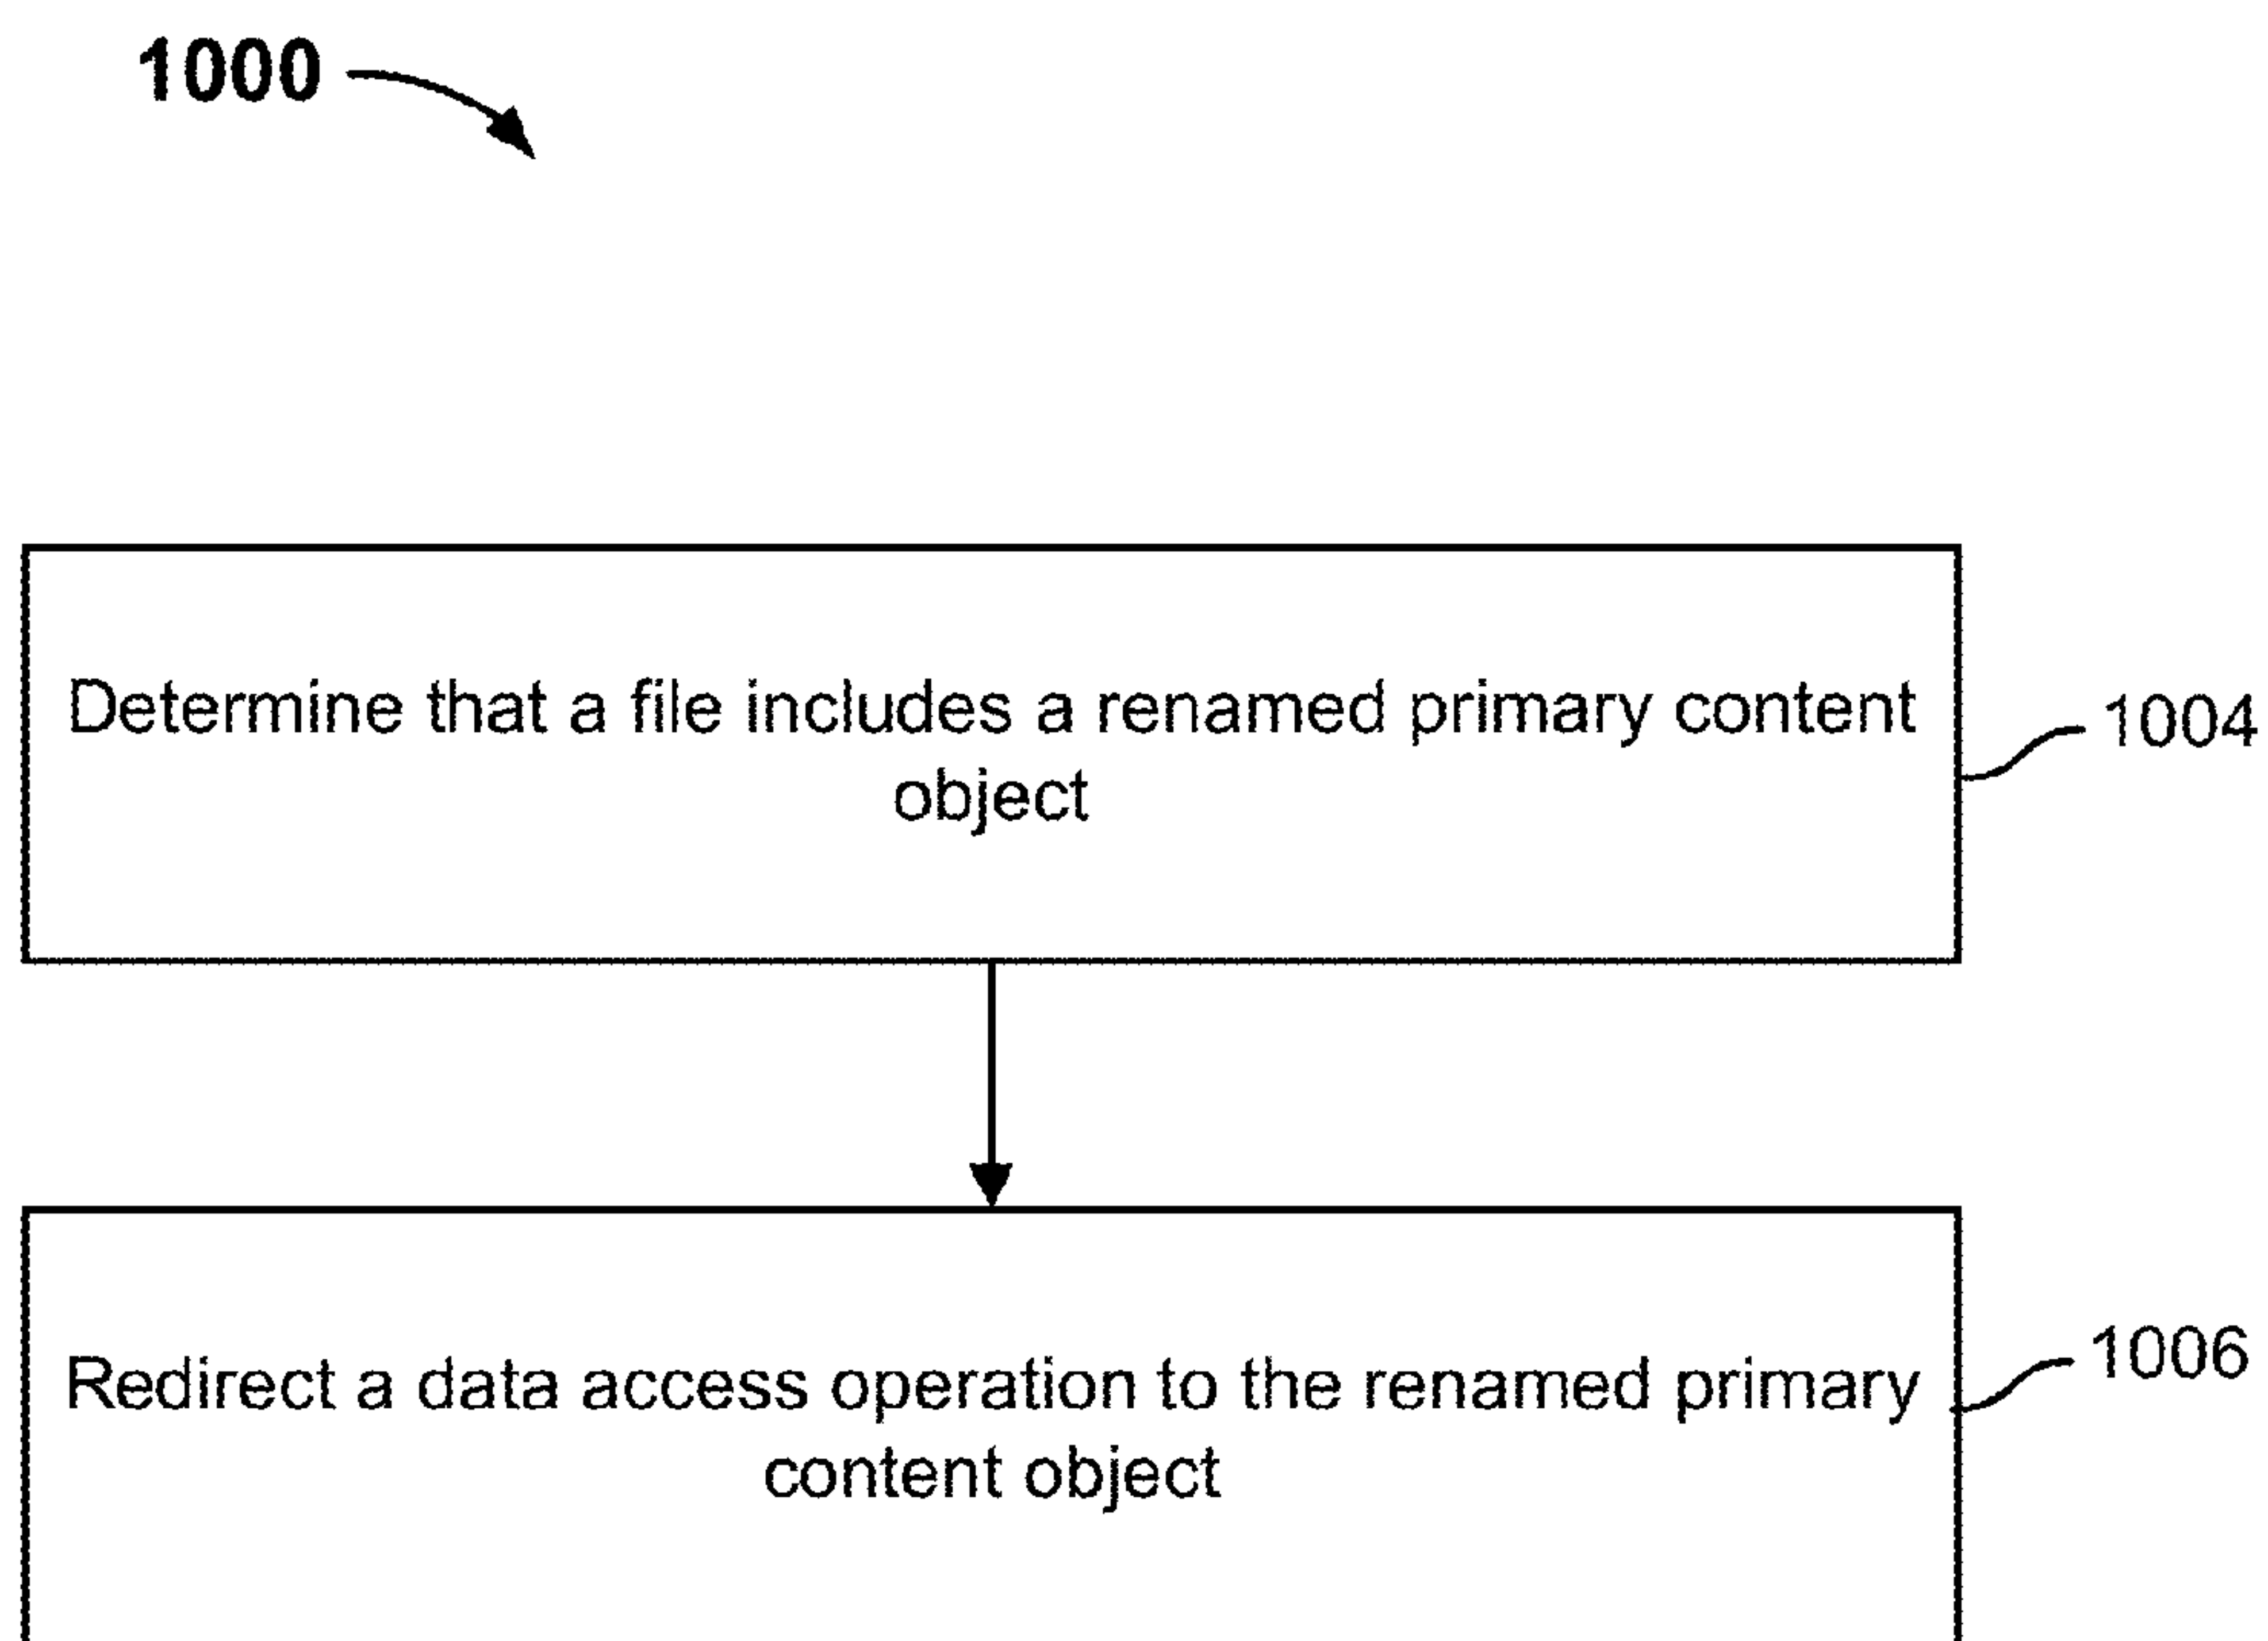 1000
Determine that a file includes a renamed primary content
object
1004
Redirect a data access operation to the renamed primary
content object
1006